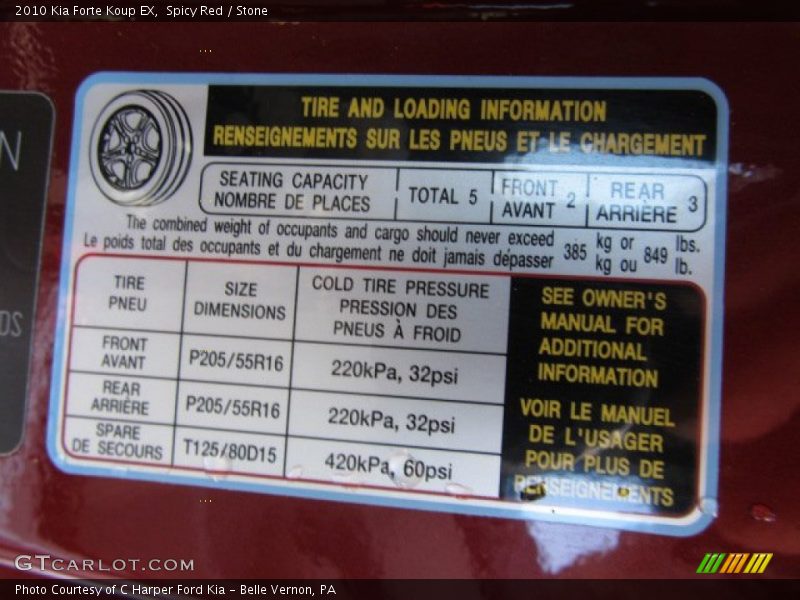 2010 Kia Forte Koup EX,  Spicy Red / Stone
N
DS
TIRE AND LOADING INFORMATION
RENSEIGNEMENTS SUR LES PNEUS ET LE CHARGEMENT
SEATING CAPACITY
NOMBRE DE PLACES
TOTAL 5
FRONT
AVANT
2
REAR
ARRIÈRE
3
The combined weight of occupants and cargo should never exceed
Le poids total des occupants et du chargement ne doit jamais dépasser
385
kg or
kg ou
849
lbs.
lb.
TIRE
PNEU
SIZE
DIMENSIONS
COLD TIRE PRESSURE
PRESSION DES
PNEUS À FROID
FRONT
AVANT
P205/55R16
220kPa, 32psi
REAR
ARRIÈRE
P205/55R16
220kPa, 32psi
SPARE
DE SECOURS
T125/80D15
420kPa, 60psi
SEE OWNER'S
MANUAL FOR
ADDITIONAL
INFORMATION
VOIR LE MANUEL
DE L'USAGER
POUR PLUS DE
RENSEIGNEMENTS
GTCARLOT.COM
Photo Courtesy of C Harper Ford Kia - Belle Vernon, PA